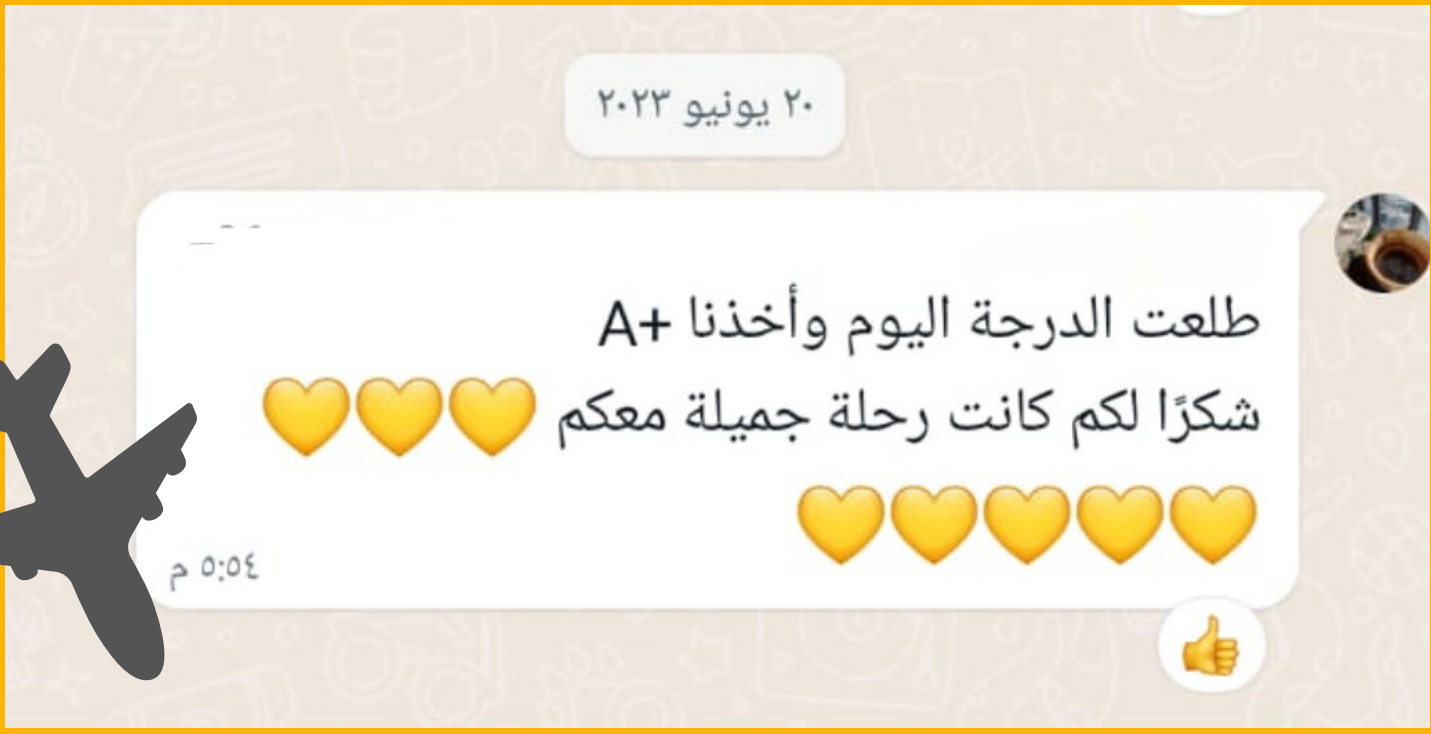 ٢٠ يونيو ٢٠٢٣
طلعت الدرجة اليوم وأخذنا A+
شكرًا لكم كانت رحلة جميلة معكم 💛💛💛
💛💛💛💛💛
٥:٥٤ م
👍